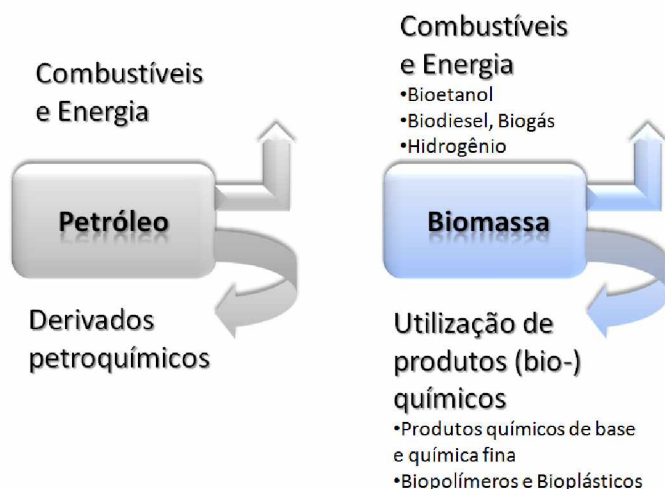 Combustíveis
e Energia
Petróleo
Derivados
petroquímicos
Combustíveis
e Energia
•Bioetanol
•Biodiesel, Biogás
•Hidrogênio
Biomassa
Utilização de
produtos (bio-)
químicos
•Produtos químicos de base
e química fina
•Biopolímeros e Bioplásticos